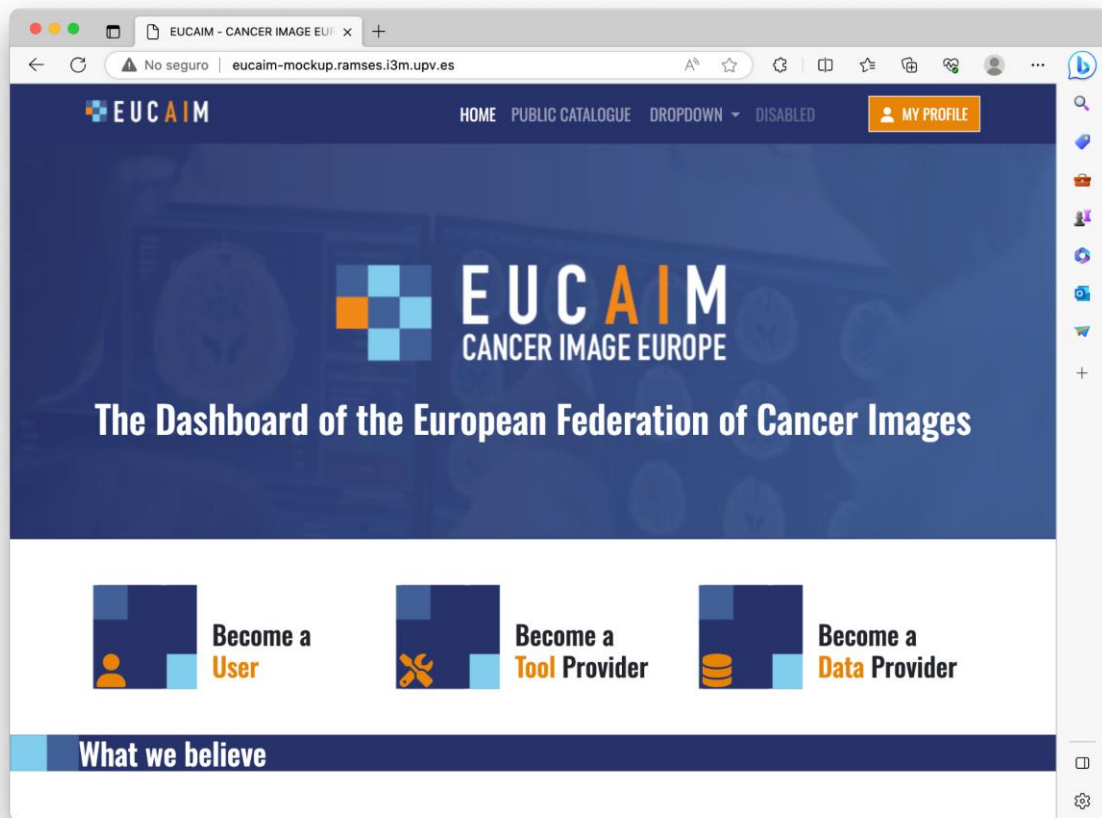 EUCAIM - CANCER IMAGE EUR
No seguro | eucaim-mockup.ramses.i3m.upv.es
EUCAIM
HOME PUBLIC CATALOGUE DROPDOWN DISABLED MY PROFILE
EUCAIM
CANCER IMAGE EUROPE
The Dashboard of the European Federation of Cancer Images
Become a
User
Become a
Tool Provider
Become a
Data Provider
What we believe